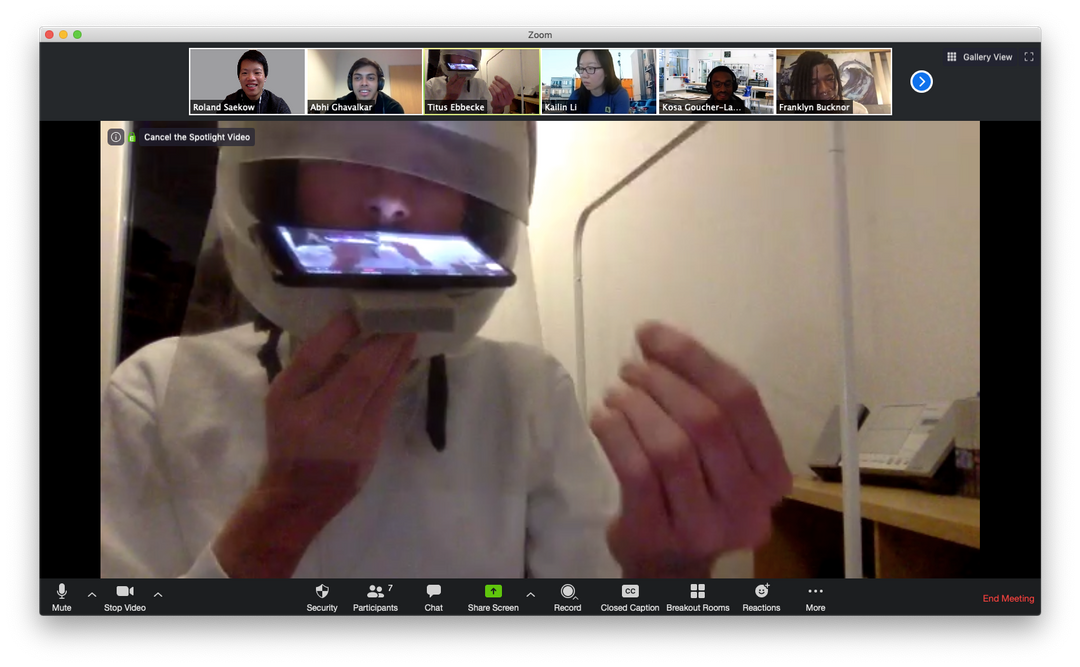 Zoom
Roland Saekow
Abhi Ghavalkar
Titus Ebbecke
Kailin Li
Kosa Goucher-La...
Franklyn Bucknor
Gallery View
Cancel the Spotlight Video
Mute
Stop Video
Security
Participants
7
Chat
Share Screen
Record
CC
Closed Caption
Breakout Rooms
Reactions
More
End Meeting